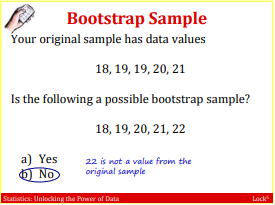 Bootstrap Sample
Your original sample has data values
18, 19, 19, 20, 21
Is the following a possible bootstrap sample?
18, 19, 20, 21, 22
a) Yes
b) No
22 is not a value from the
original sample
Statistics: Unlocking the Power of Data
Lock⁵